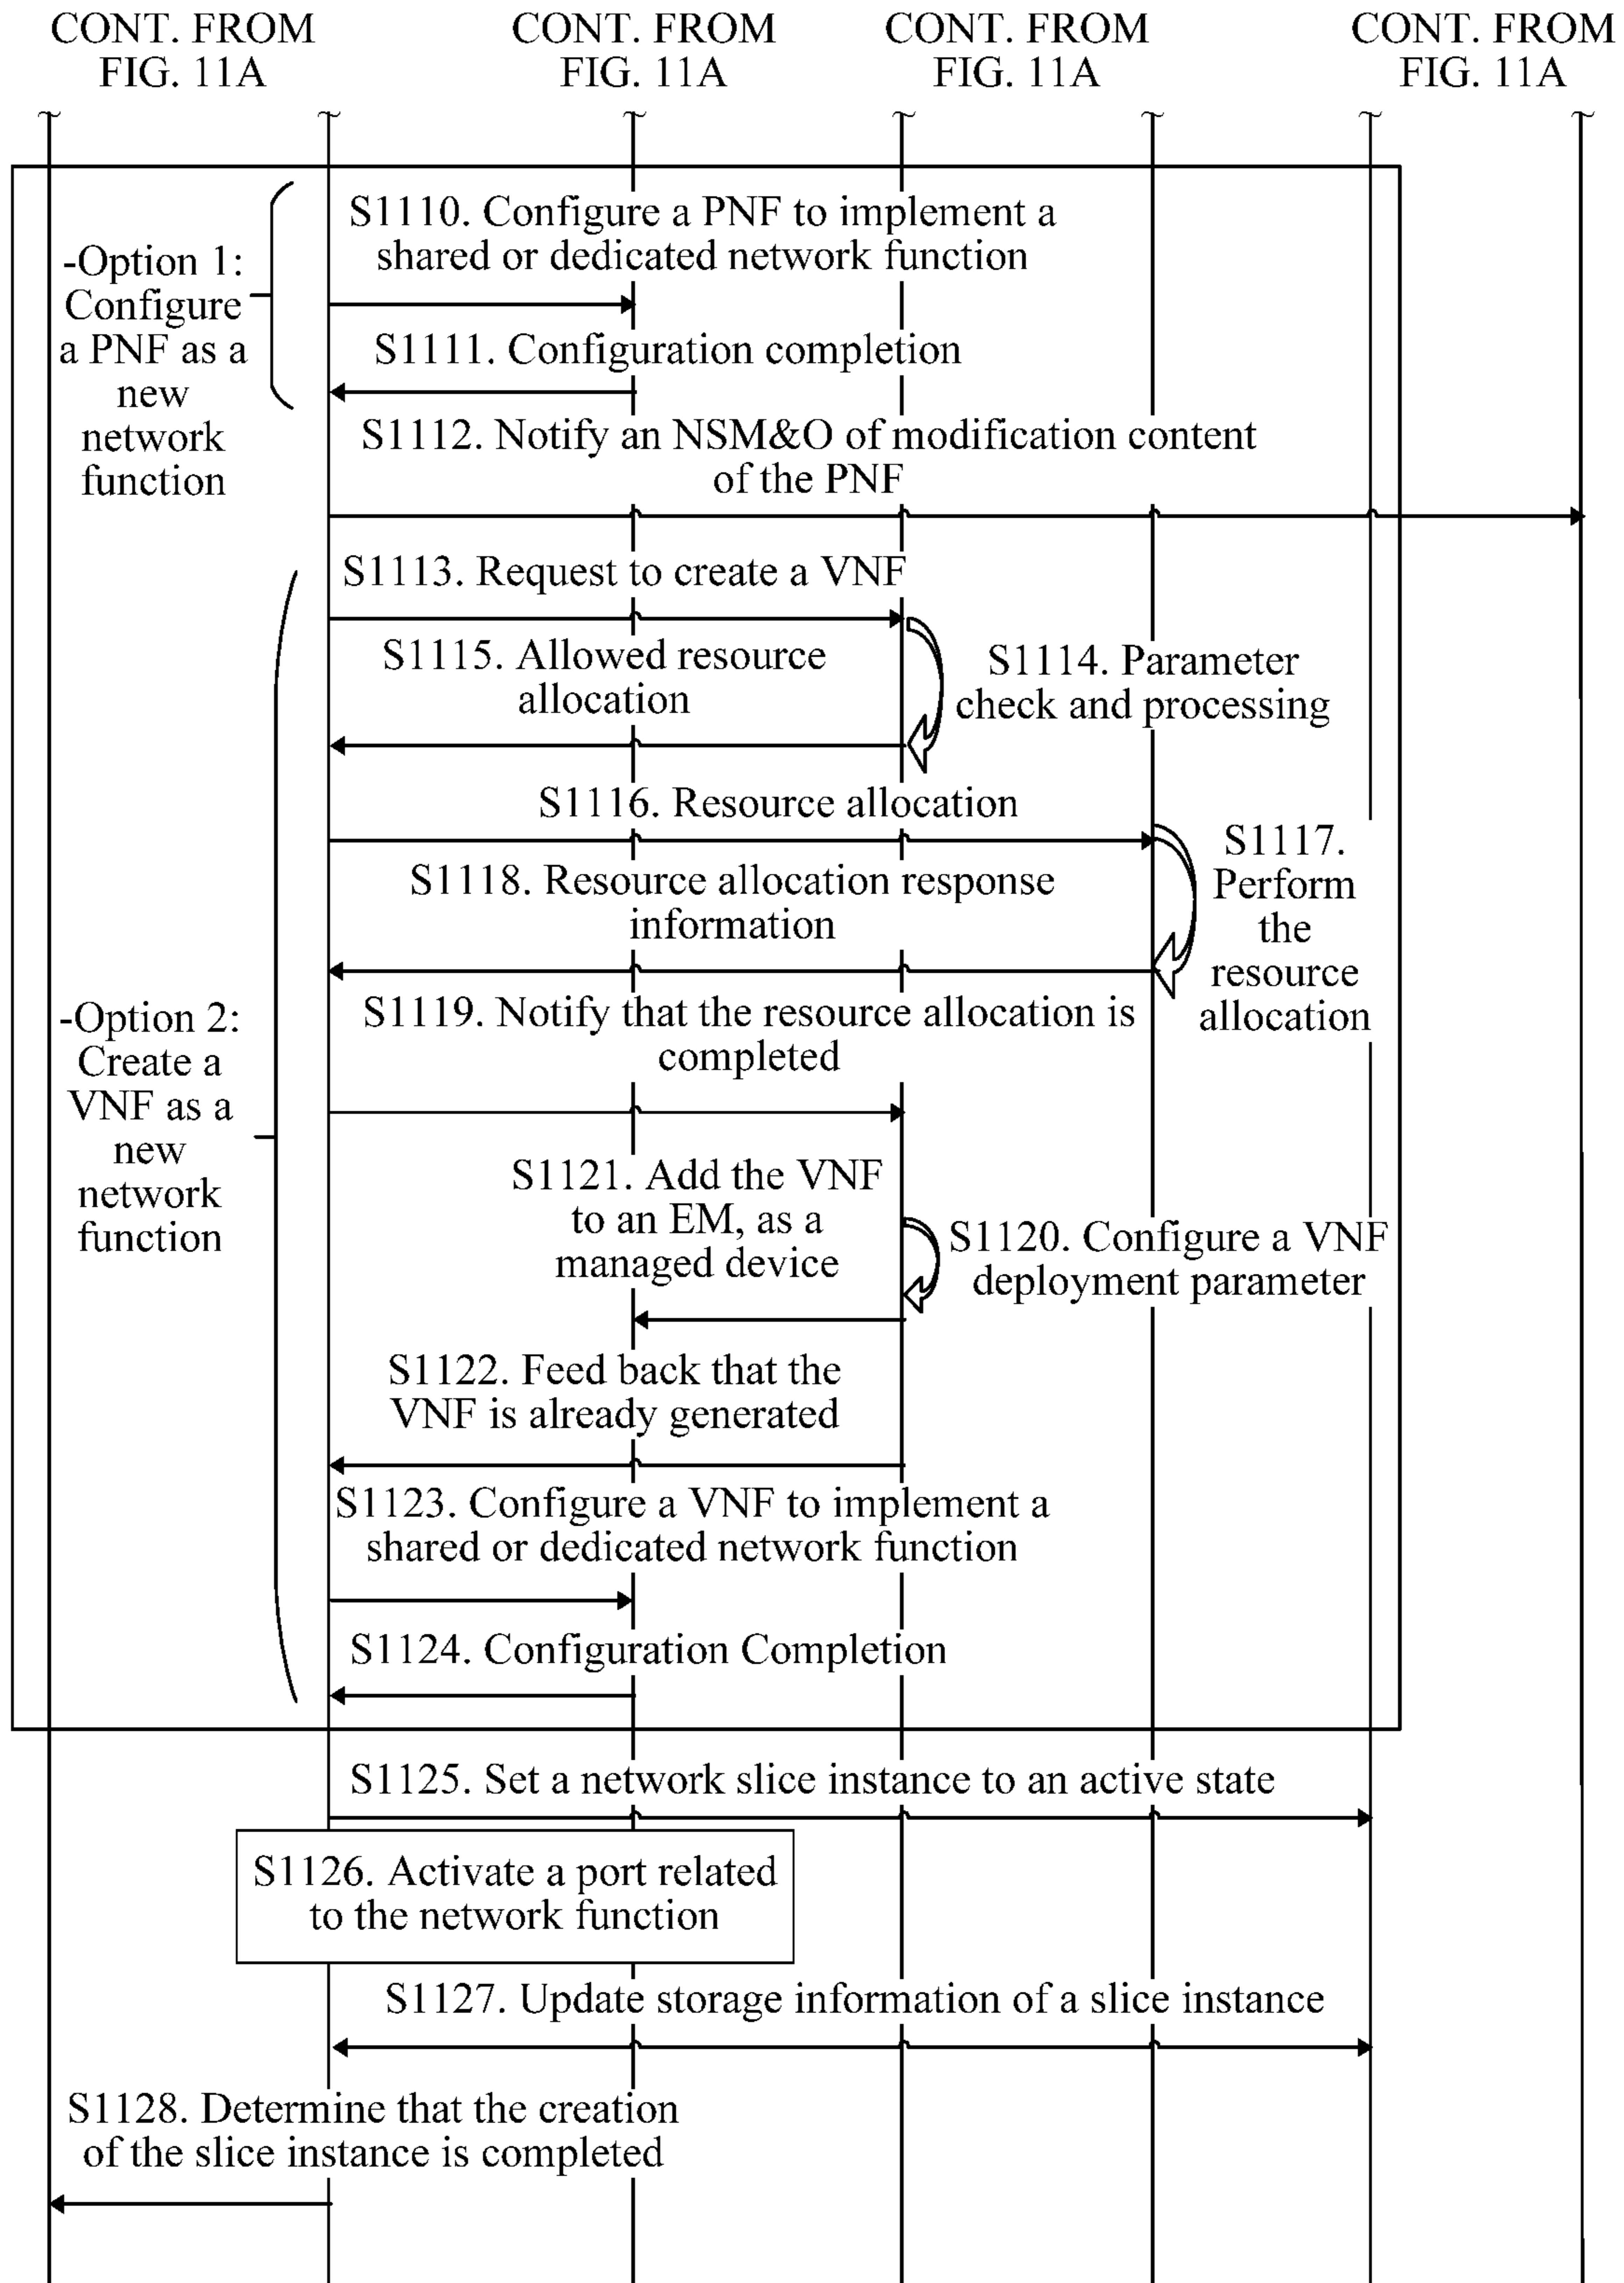 CONT. FROM
FIG. 11A
CONT. FROM
FIG. 11A
CONT. FROM
FIG. 11A
CONT. FROM
FIG. 11A
-Option 1:
Configure
a PNF as a
new
network
function
S1110. Configure a PNF to implement a
shared or dedicated network function
S1111. Configuration completion
S1112. Notify an NSM&O of modification content
of the PNF
-Option 2:
Create a
VNF as a
new
network
function
S1113. Request to create a VNF
S1114. Parameter
check and processing
S1115. Allowed resource
allocation
S1116. Resource allocation
S1117.
Perform
the
resource
allocation
S1118. Resource allocation response
information
S1119. Notify that the resource allocation is
completed
S1120. Configure a VNF
deployment parameter
S1121. Add the VNF
to an EM, as a
managed device
S1122. Feed back that the
VNF is already generated
S1123. Configure a VNF to implement a
shared or dedicated network function
S1124. Configuration Completion
S1125. Set a network slice instance to an active state
S1126. Activate a port related
to the network function
S1127. Update storage information of a slice instance
S1128. Determine that the creation
of the slice instance is completed